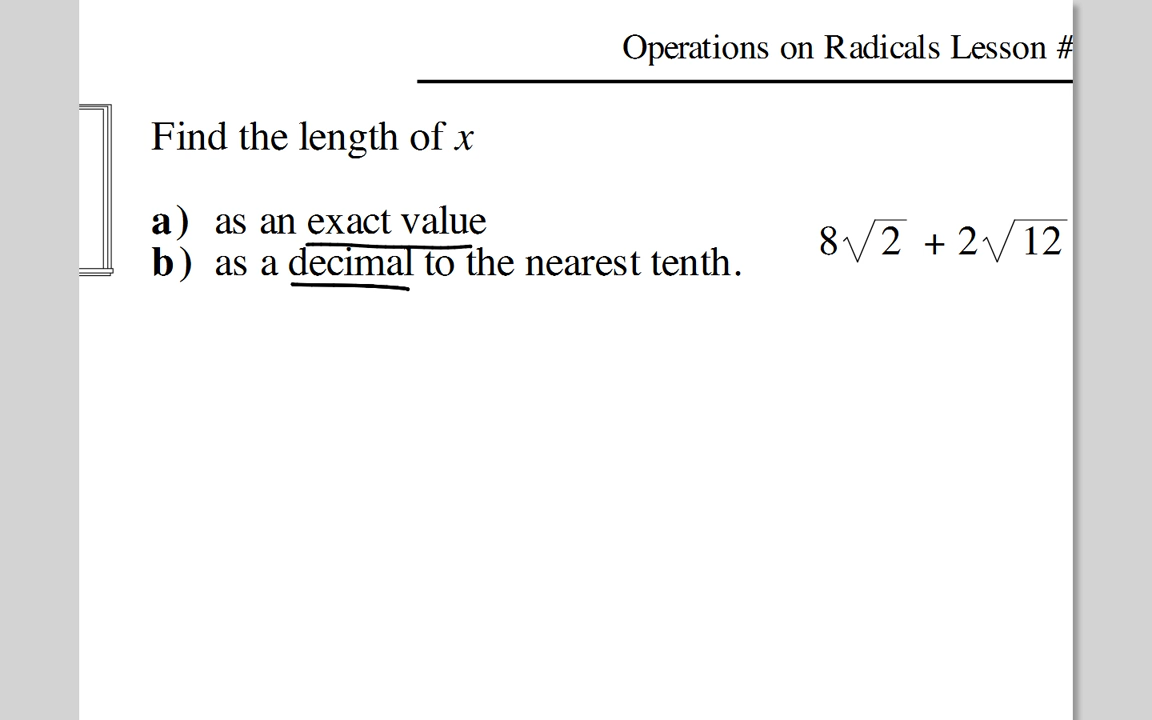 Operations on Radicals Lesson #
Find the length of x
a) as an exact value
b) as a decimal to the nearest tenth.
8√2 + 2√12